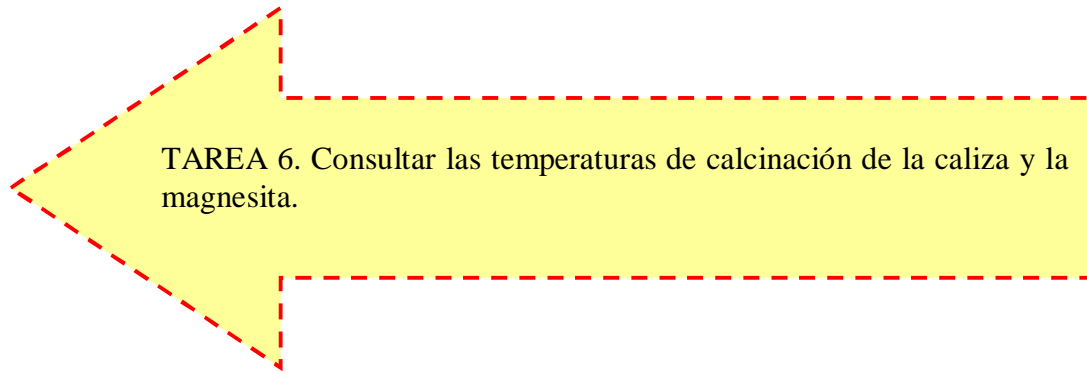 TAREA 6. Consultar las temperaturas de calcinación de la caliza y la
magnesita.